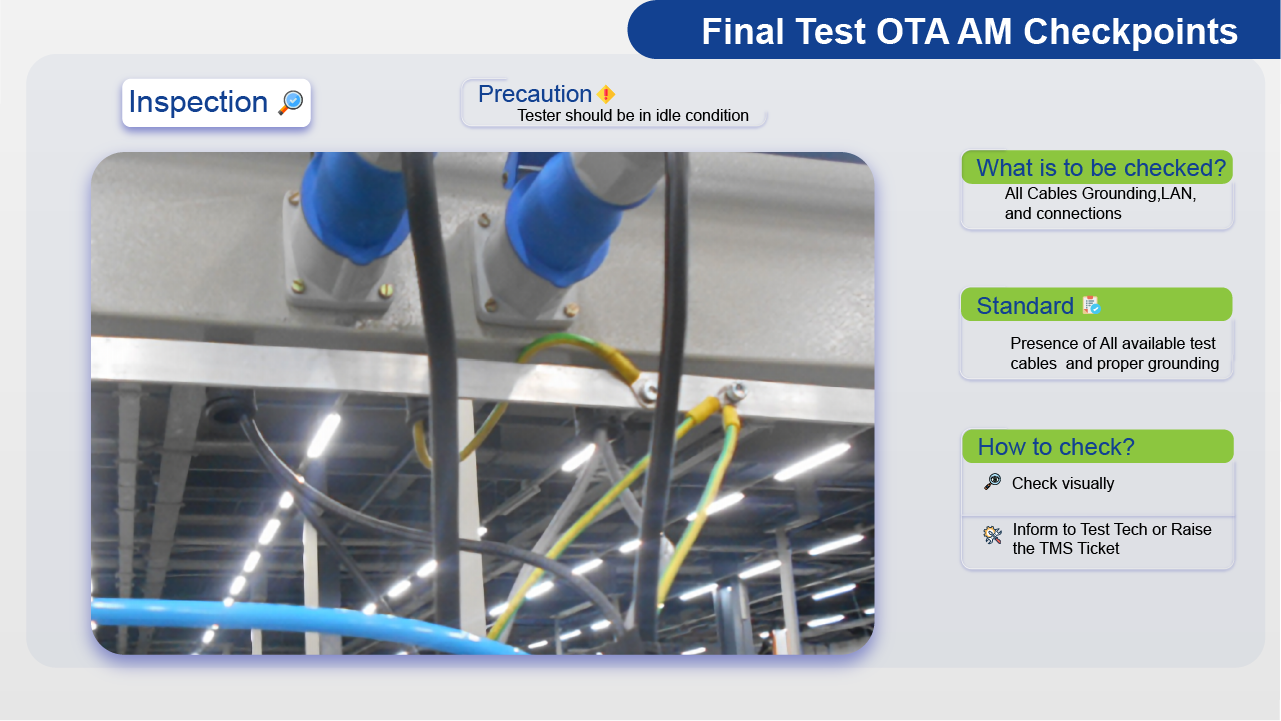 Final Test OTA AM Checkpoints
Inspection
Precaution
Tester should be in idle condition
What is to be checked?
All Cables Grounding,LAN,
and connections
Standard
Presence of All available test
cables and proper grounding
How to check?
Check visually
Inform to Test Tech or Raise
the TMS Ticket